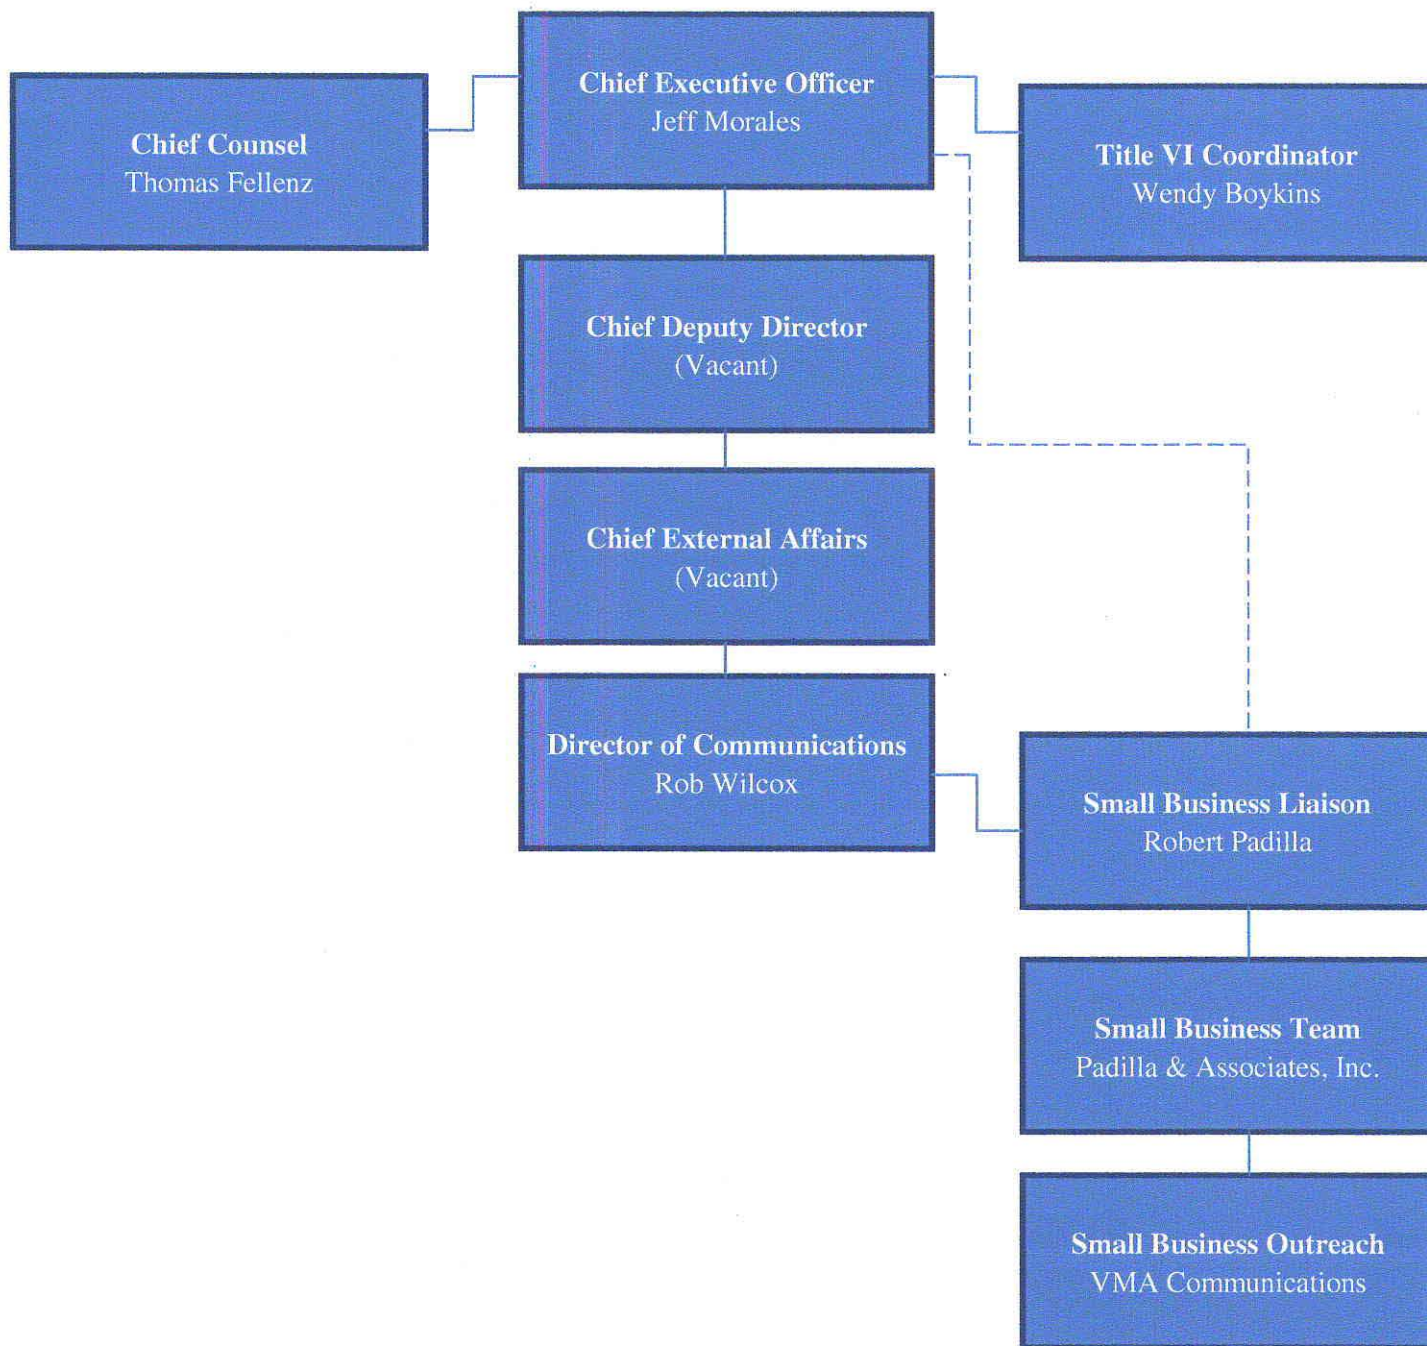 Chief Executive Officer
Jeff Morales
Chief Counsel
Thomas Fellenz
Title VI Coordinator
Wendy Boykins
Chief Deputy Director
(Vacant)
Chief External Affairs
(Vacant)
Director of Communications
Rob Wilcox
Small Business Liaison
Robert Padilla
Small Business Team
Padilla & Associates, Inc.
Small Business Outreach
VMA Communications